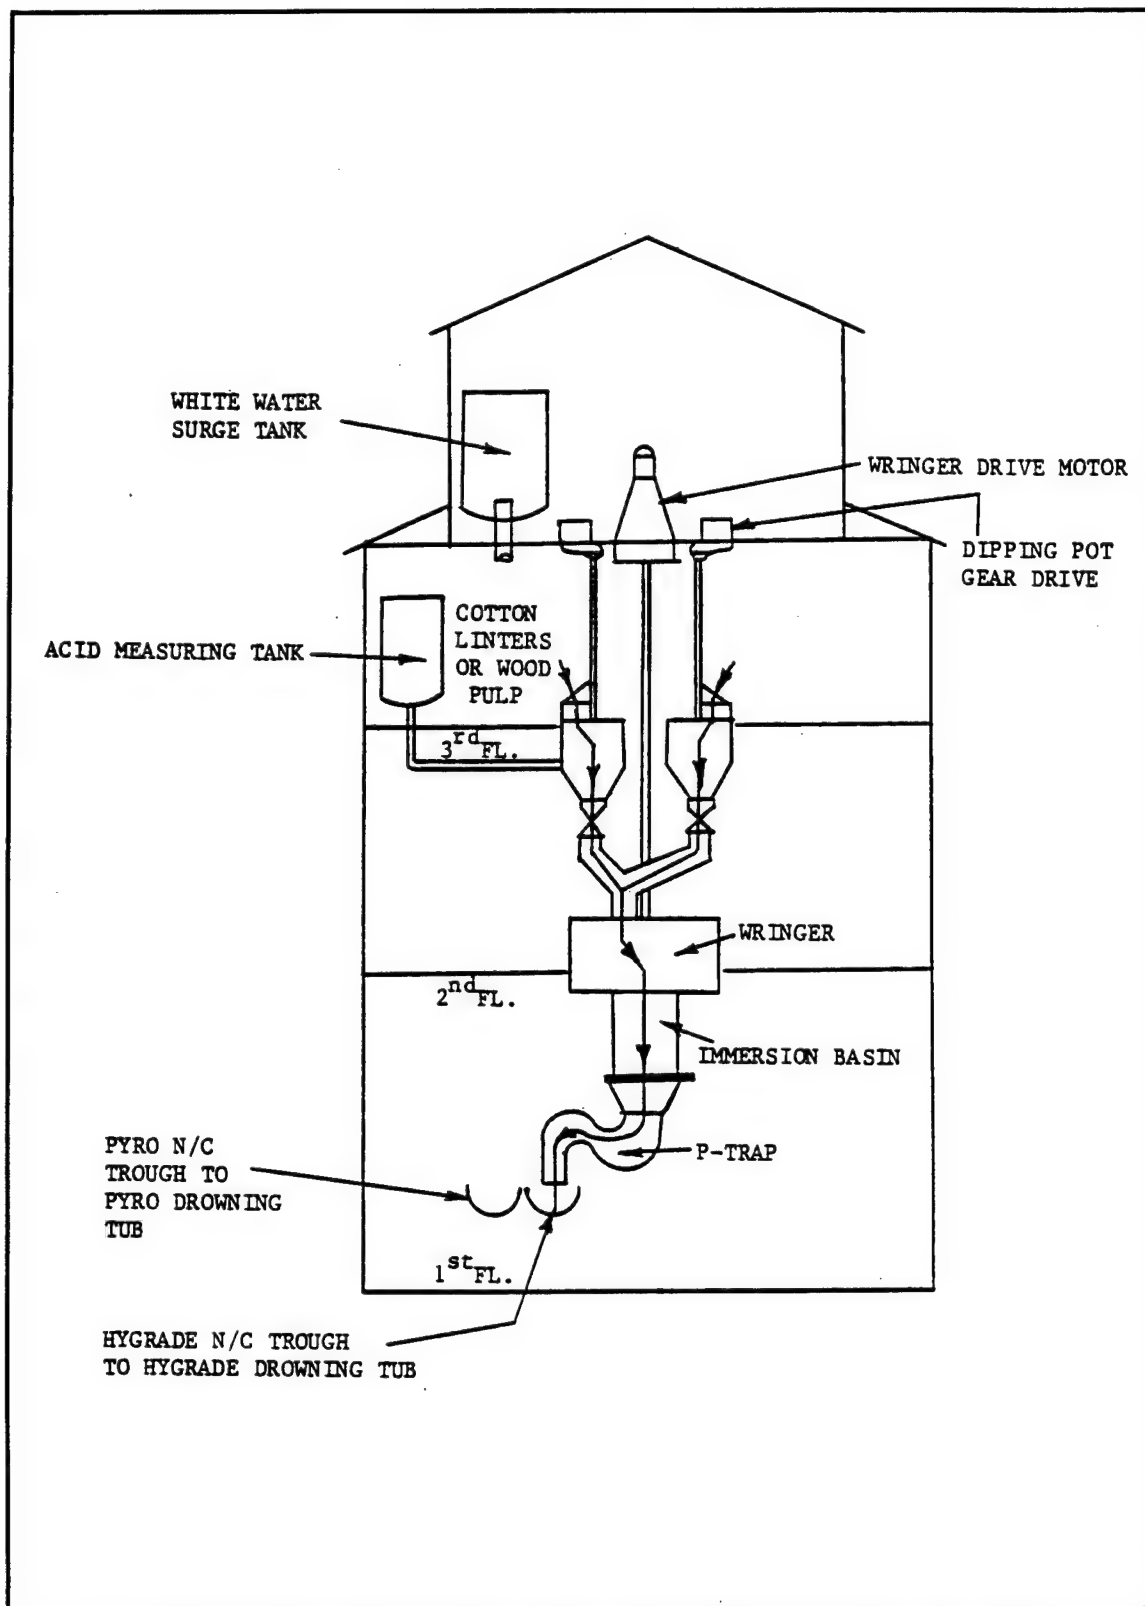 WHITE WATER
SURGE TANK
WRINGER DRIVE MOTOR
DIPPING POT
GEAR DRIVE
COTTON
LINTERS
OR WOOD
PULP
ACID MEASURING TANK
3rd FL.
WRINGER
2nd FL.
IMMERSION BASIN
P-TRAP
PYRO N/C
TROUGH TO
PYRO DROWNING
TUB
1st FL.
HYGRADE N/C TROUGH
TO HYGRADE DROWNING TUB